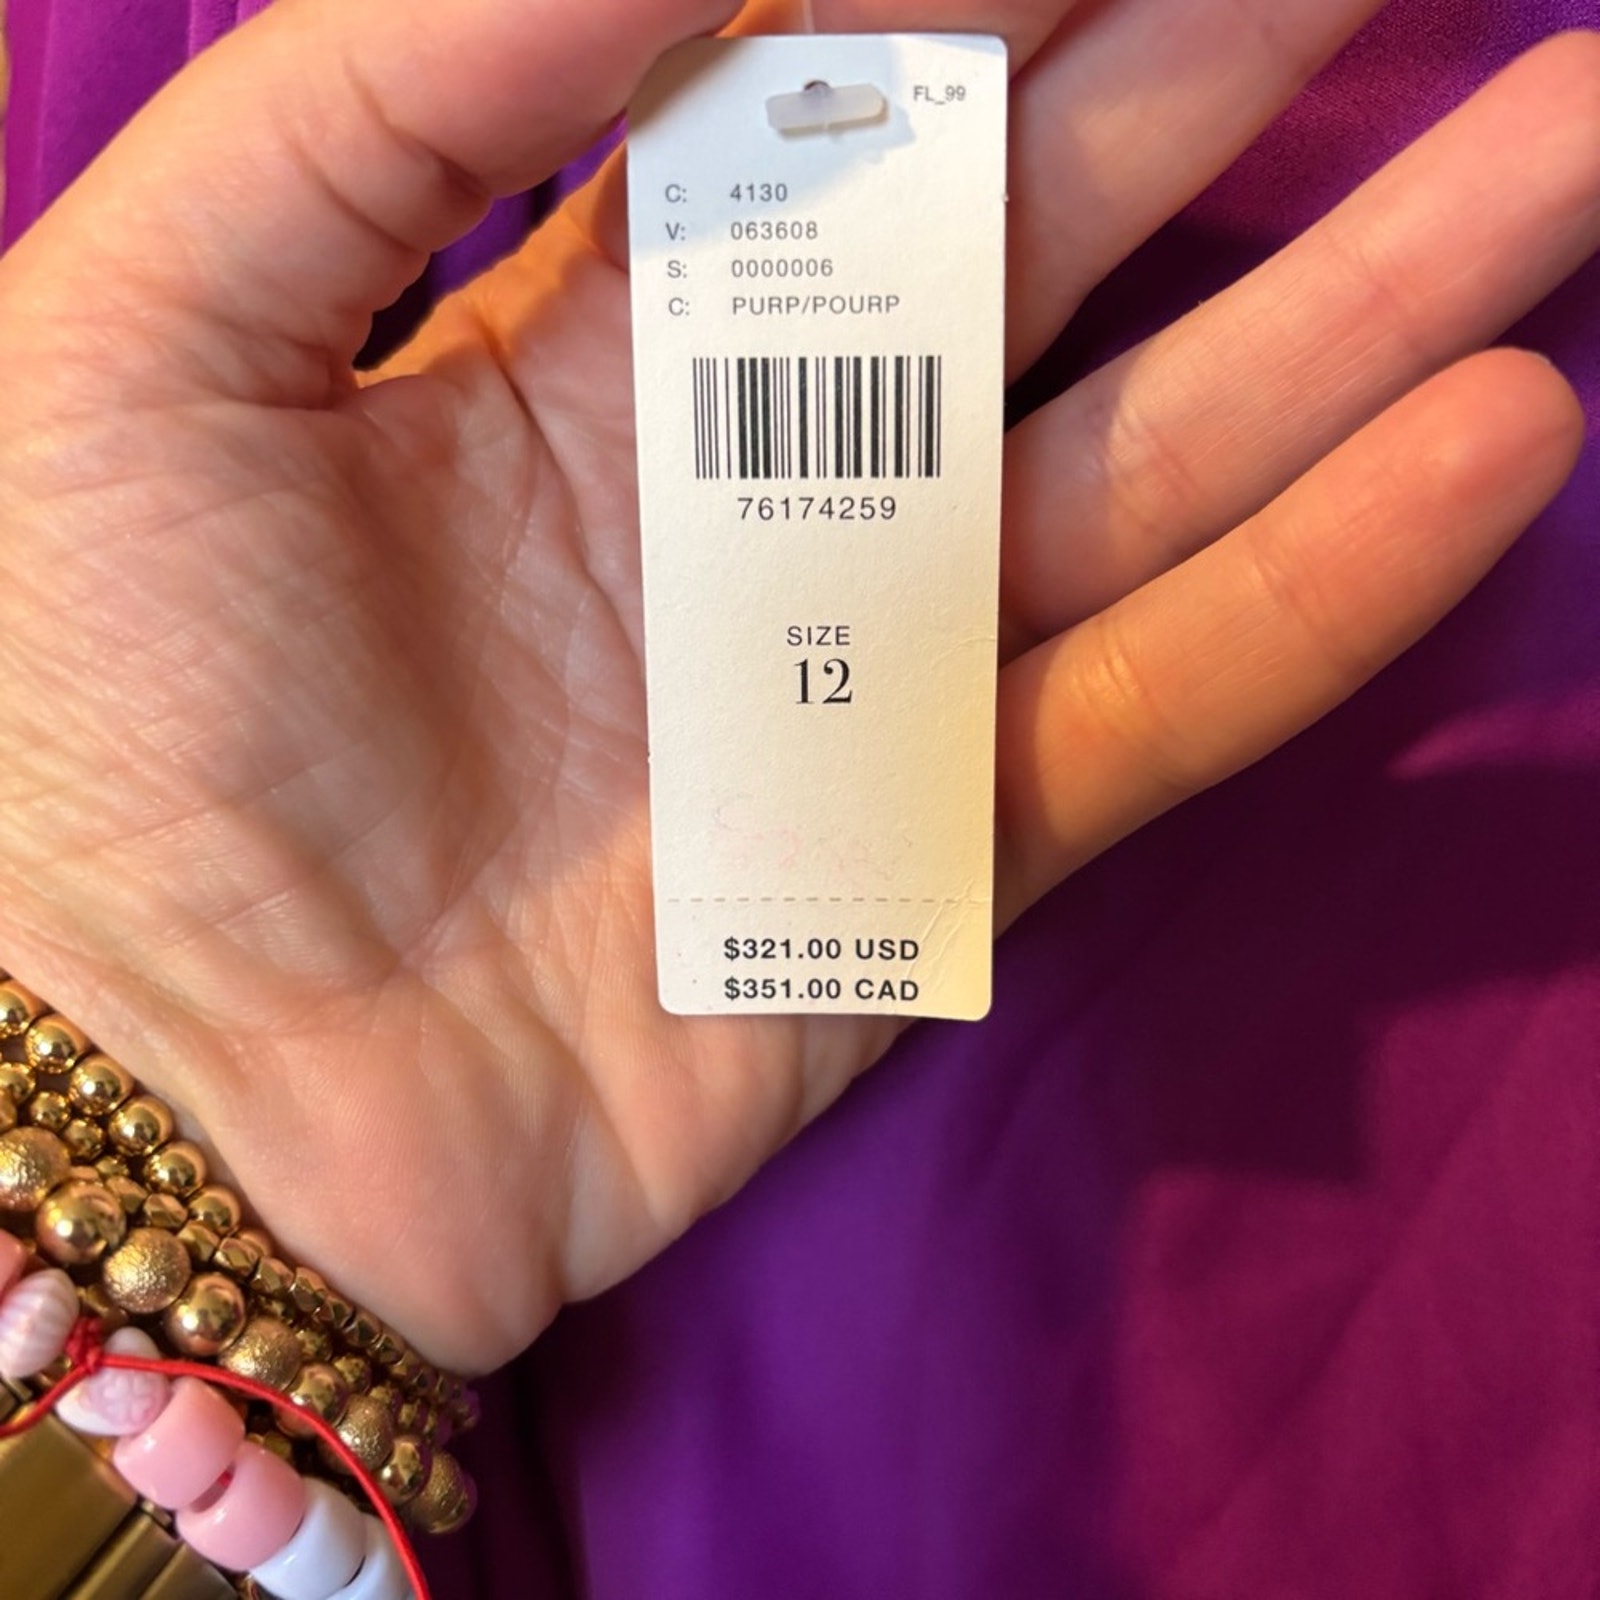 FL_99
C: 4130
V: 063608
S: 0000006
C: PURP/POURP
76174259
SIZE
12
$321.00 USD
$351.00 CAD